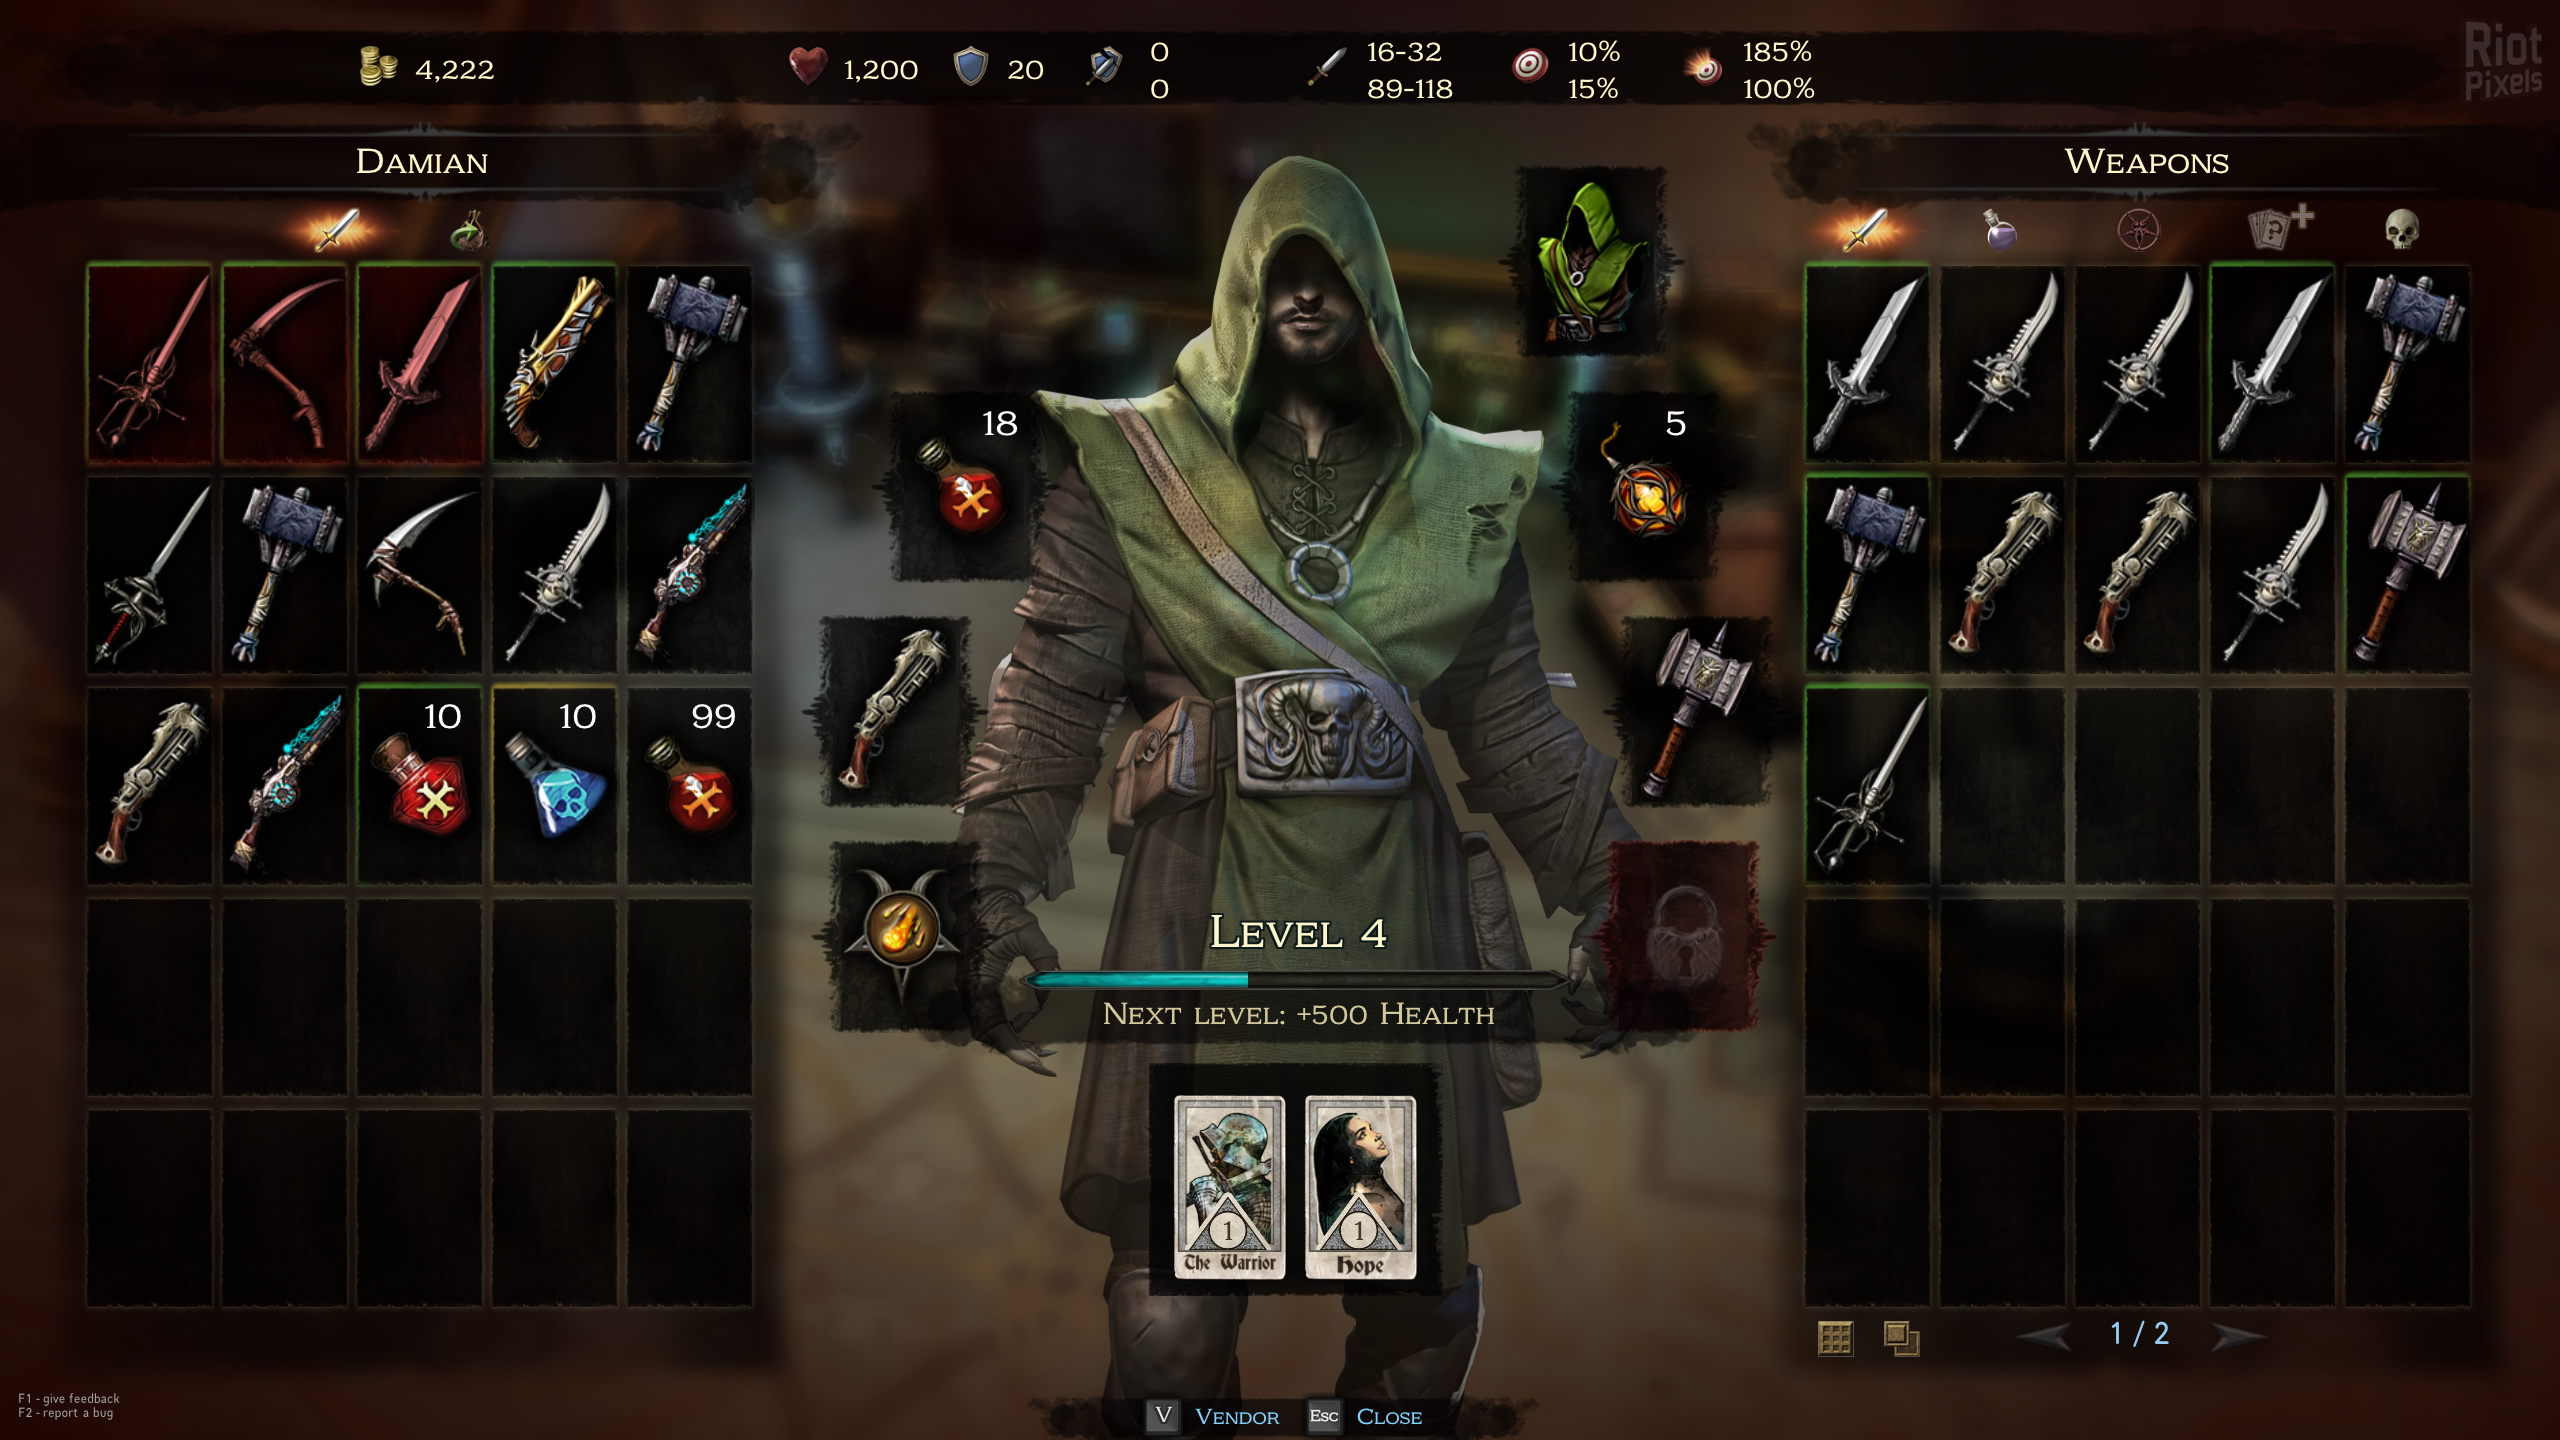 4,222
1,200
20
0
0
16-32
89-118
10%
15%
185%
100%
Riot
Pixels
Damian
Weapons
18
5
10
10
99
Level 4
Next level: +500 Health
1
The Warrior
1
Hope
1 / 2
F1 - give feedback
F2 - report a bug
V Vendor Esc Close